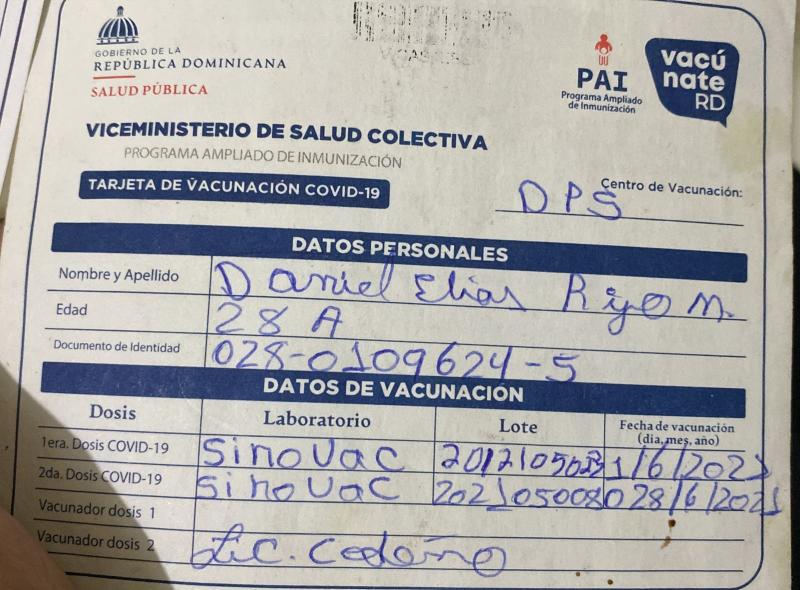 GOBIERNO DE LA
REPÚBLICA DOMINICANA
SALUD PÚBLICA
PAI
Programa Ampliado
de Inmunización
vacú
nate
RD
VICEMINISTERIO DE SALUD COLECTIVA
PROGRAMA AMPLIADO DE INMUNIZACIÓN
TARJETA DE VACUNACIÓN COVID-19
Centro de Vacunación:
DPS
DATOS PERSONALES
Nombre y Apellido Daniel Elias Rijo M.
Edad 28 A
Documento de Identidad 028-0109624-5
DATOS DE VACUNACIÓN
Dosis Laboratorio Lote Fecha de vacunación
(dia, mes, año)
1era. Dosis COVID-19 Sinovac 1/6/2021
2da. Dosis COVID-19 Sinovac 28/6/2021
Vacunador dosis 1
Vacunador dosis 2 Lic. Cedeño